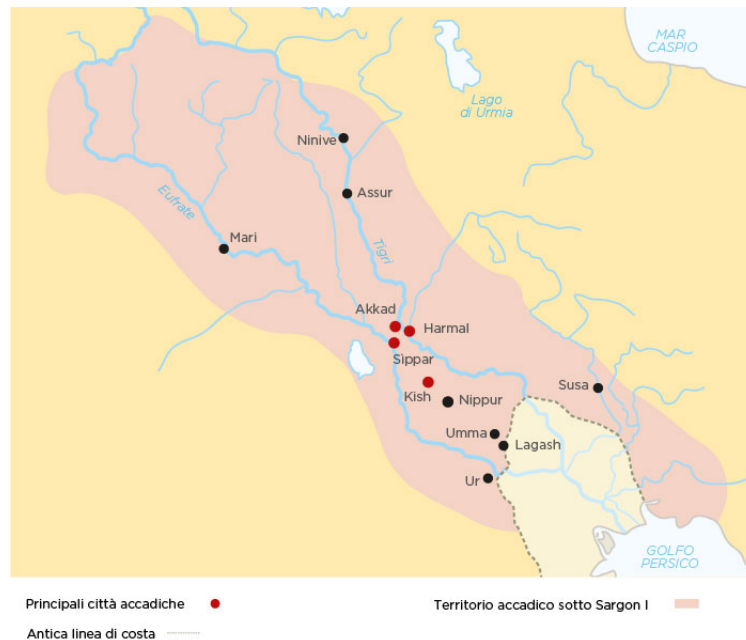 MAR
CASPIO
Lago
di Urmia
Ninive
Assur
Eufrate
Mari
Tigri
Akkad
Harmal
Sippar
Kish
Nippur
Susa
Umma
Lagash
Ur
GOLFO
PERSICO
Principali città accadiche
Territorio accadico sotto Sargon I
Antica linea di costa